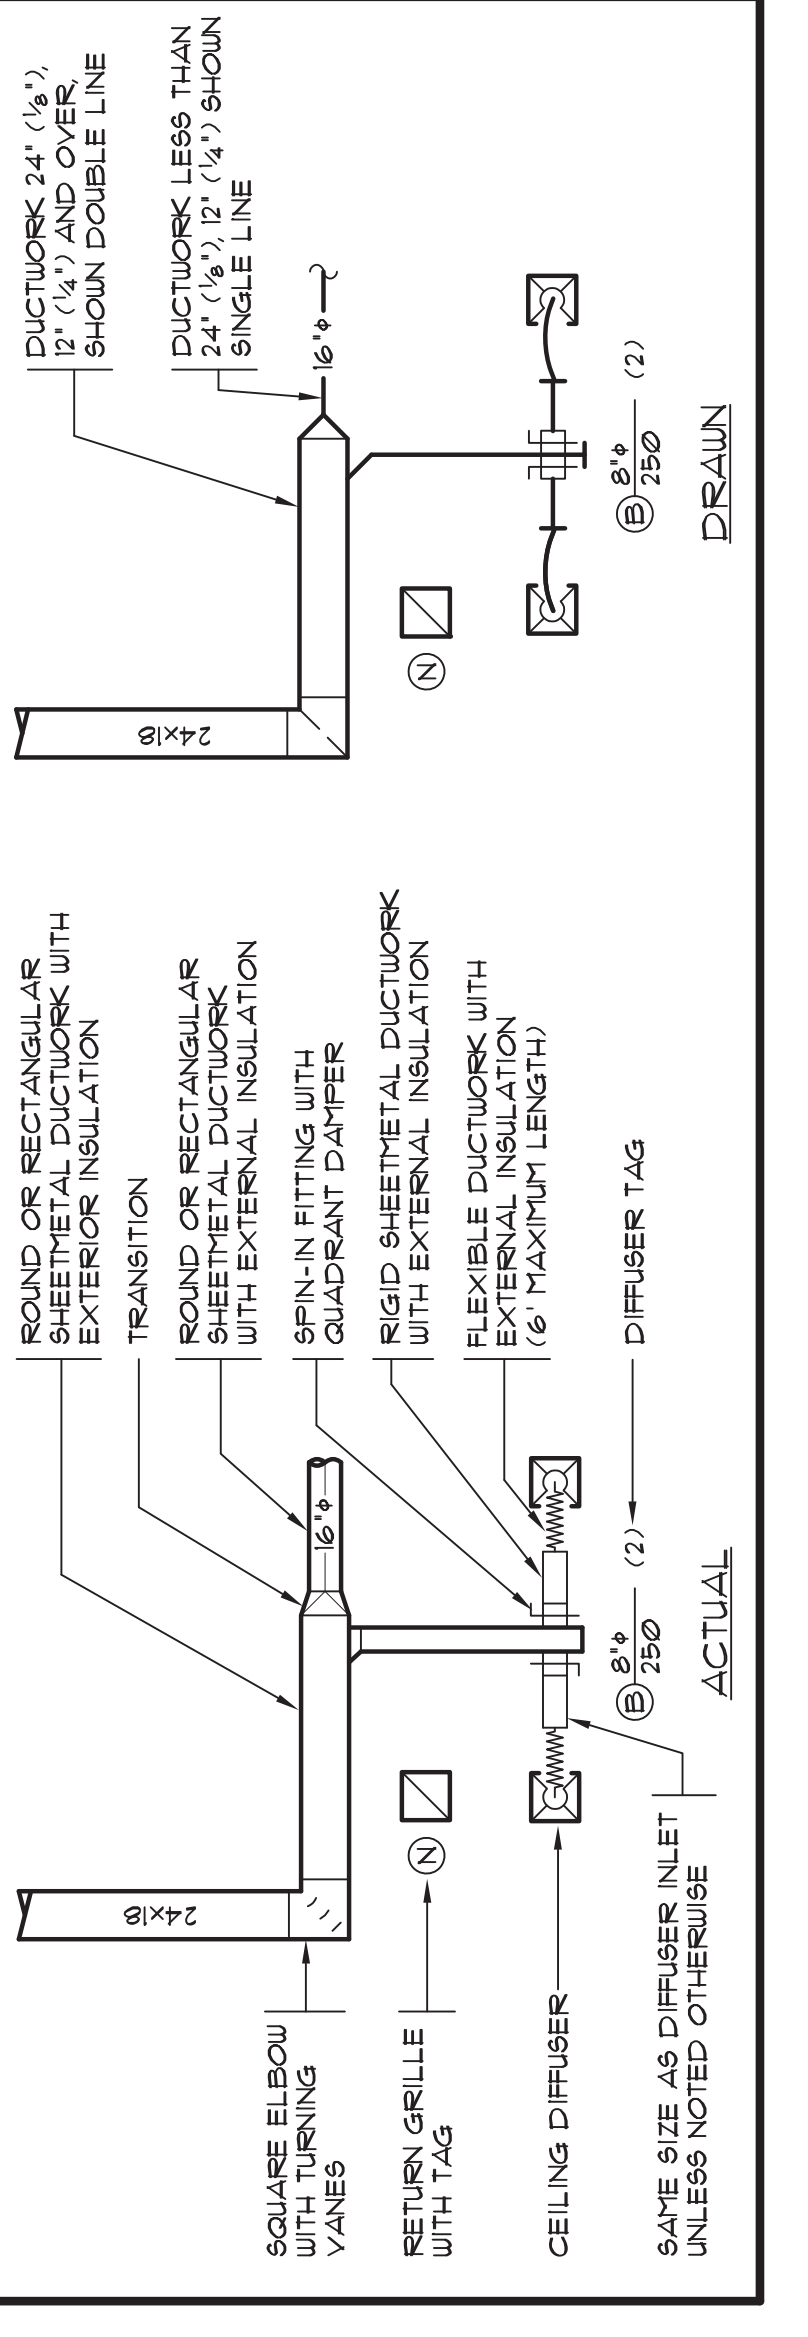 SQUARE ELBOW
WITH TURNING
VANES
RETURN GRILLE
WITH TAG
CEILING DIFFUSER
SAME SIZE AS DIFFUSER INLET
UNLESS NOTED OTHERWISE
24x18
N
16"φ
B 8"φ (2)
250
ACTUAL
ROUND OR RECTANGULAR
SHEETMETAL DUCTWORK WITH
EXTERIOR INSULATION
TRANSITION
ROUND OR RECTANGULAR
SHEETMETAL DUCTWORK
WITH EXTERNAL INSULATION
SPIN-IN FITTING WITH
QUADRANT DAMPER
RIGID SHEETMETAL DUCTWORK
WITH EXTERNAL INSULATION
FLEXIBLE DUCTWORK WITH
EXTERNAL INSULATION
(6' MAXIMUM LENGTH)
DIFFUSER TAG
24x18
N
16"φ
B 8"φ (2)
250
DRAWN
DUCTWORK 24" (1/8"),
12" (1/4") AND OVER,
SHOWN DOUBLE LINE
DUCTWORK LESS THAN
24" (1/8"), 12" (1/4") SHOWN
SINGLE LINE